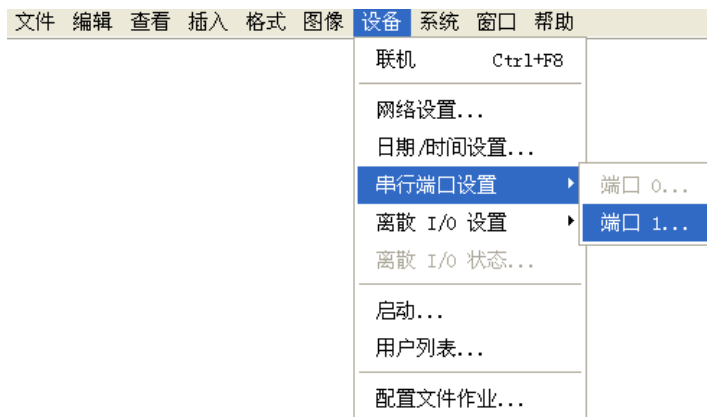 文件 编辑 查看 插入 格式 图像 设备 系统 窗口 帮助
联机 Ctrl+F8
网络设置...
日期/时间设置...
串行端口设置
端口 0...
离散 I/O 设置
端口 1...
离散 I/O 状态...
启动...
用户列表...
配置文件作业...